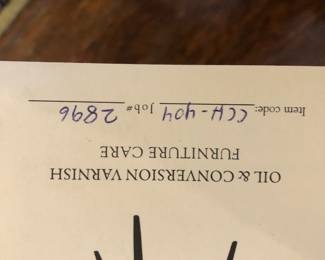 OIL & CONVERSION VARNISH
FURNITURE CARE
Item code: CCH-404 Job# 2896